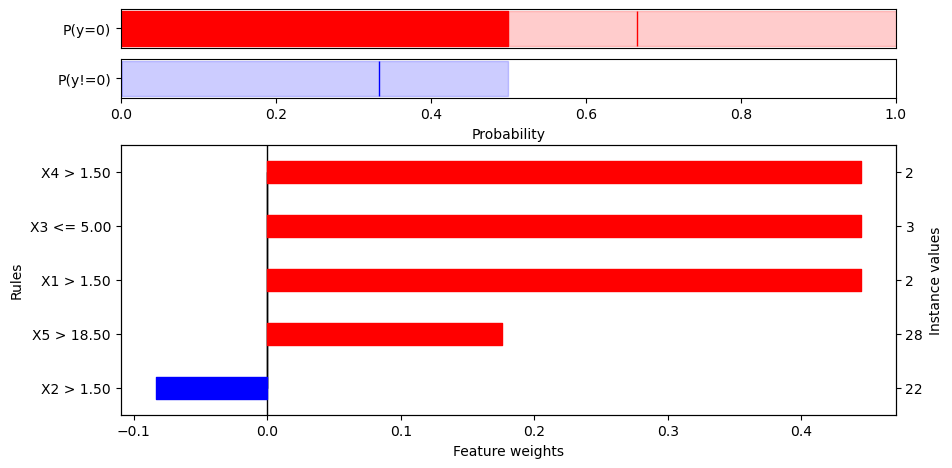 P(y=0)
P(y!=0)
0.0 0.2 0.4 0.6 0.8 1.0
Probability
X4 > 1.50 2
X3 <= 5.00 3
X1 > 1.50 2
X5 > 18.50 28
X2 > 1.50 22
Rules
Instance values
−0.1 0.0 0.1 0.2 0.3 0.4
Feature weights